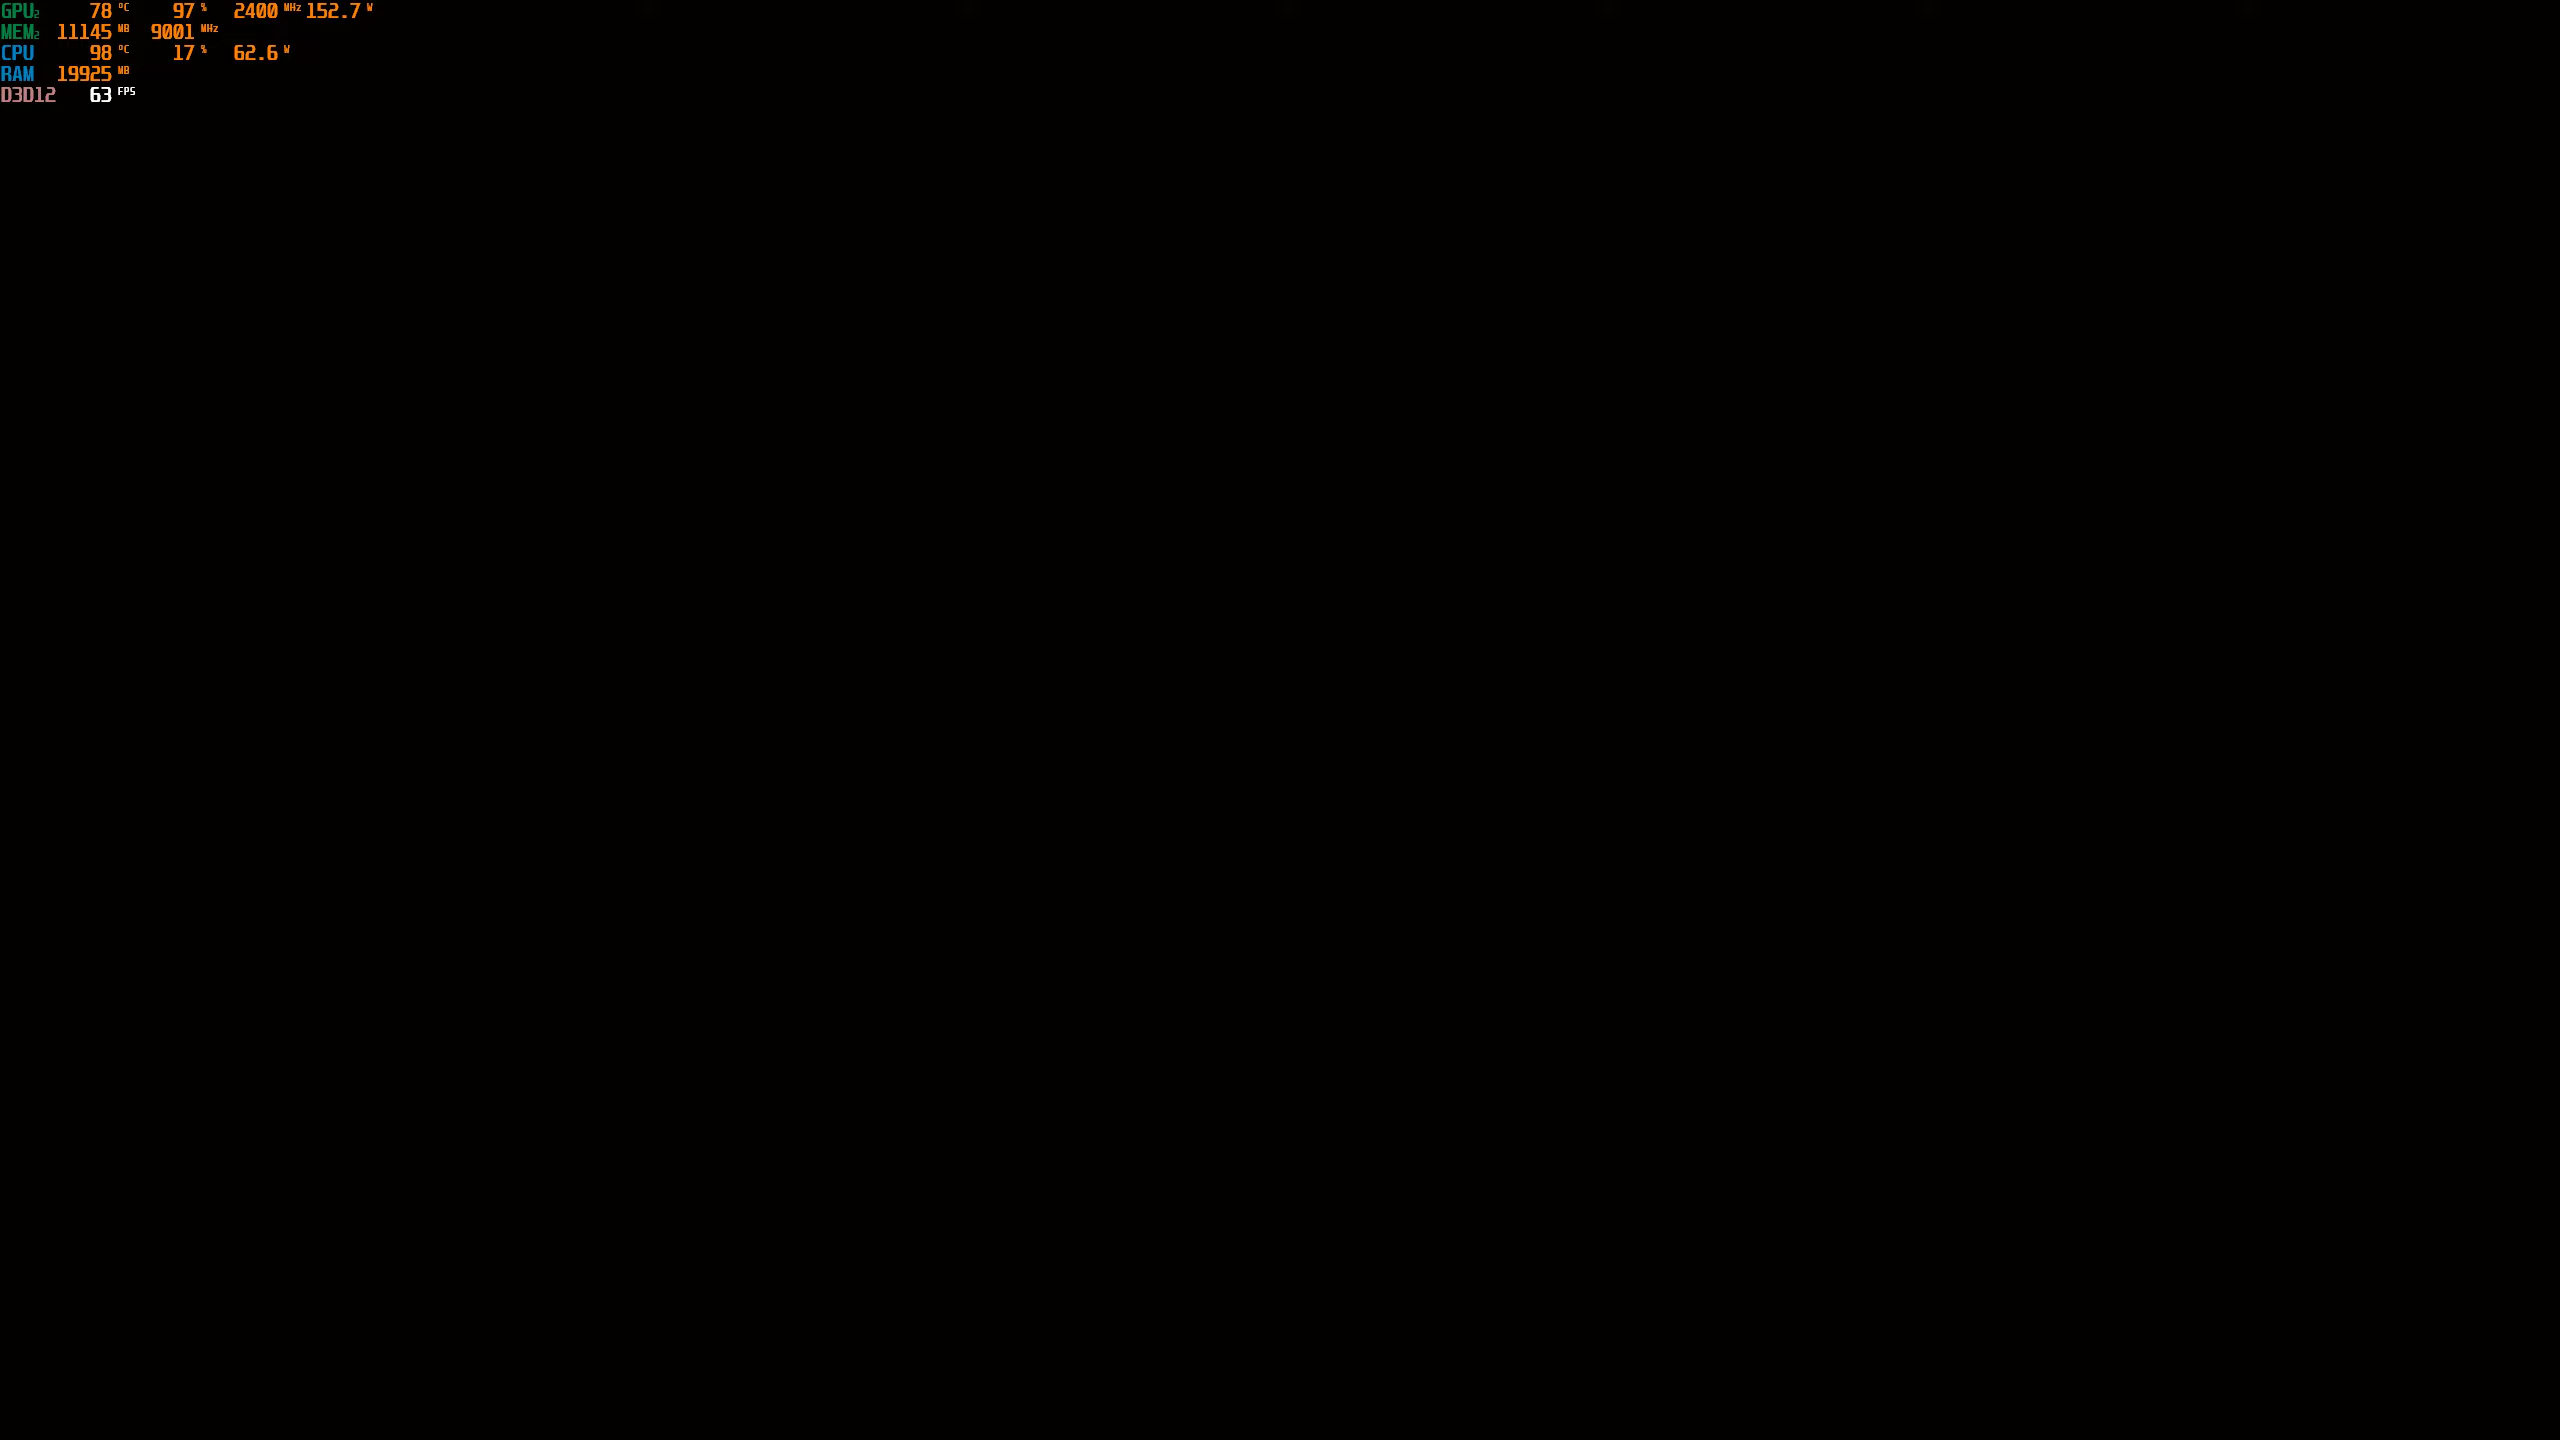 GPU₂ 78 °C 97 % 2400 MHz 152.7 W
MEM₂ 11145 MB 9001 MHz
CPU 98 °C 17 % 62.6 W
RAM 19925 MB
D3D12 63 FPS